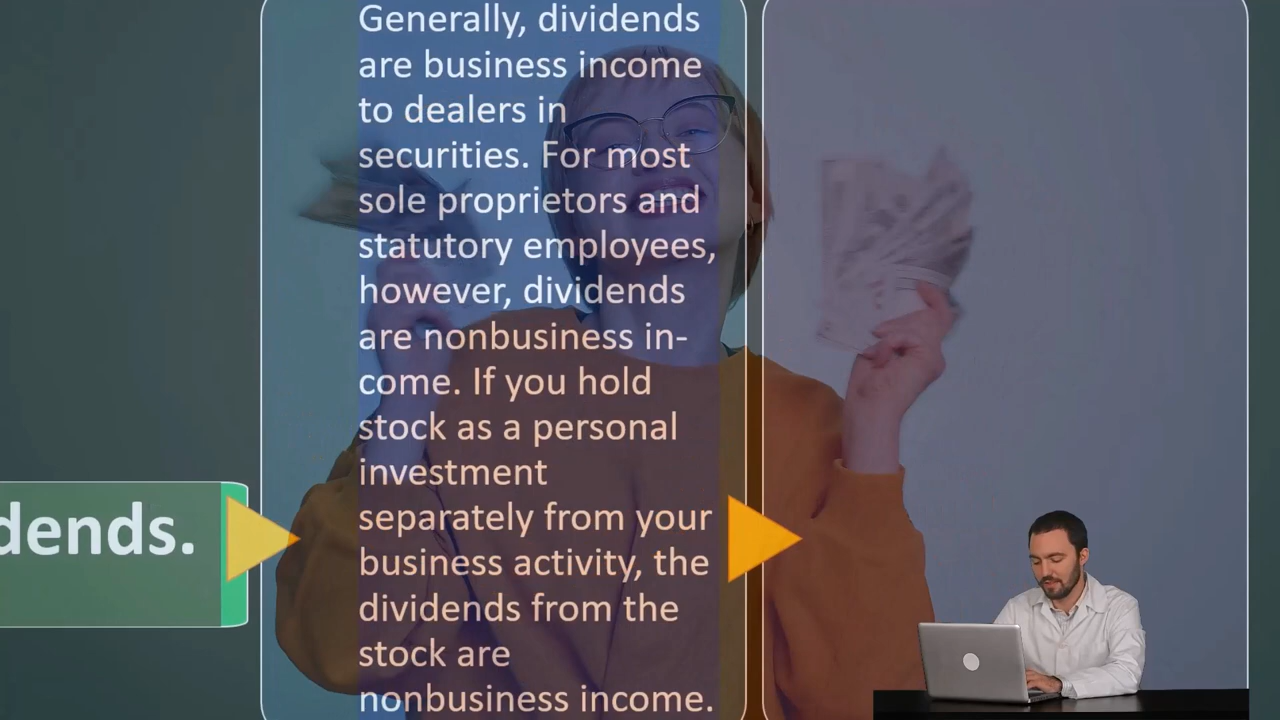 dends.
Generally, dividends
are business income
to dealers in
securities. For most
sole proprietors and
statutory employees,
however, dividends
are nonbusiness in-
come. If you hold
stock as a personal
investment
separately from your
business activity, the
dividends from the
stock are
nonbusiness income.